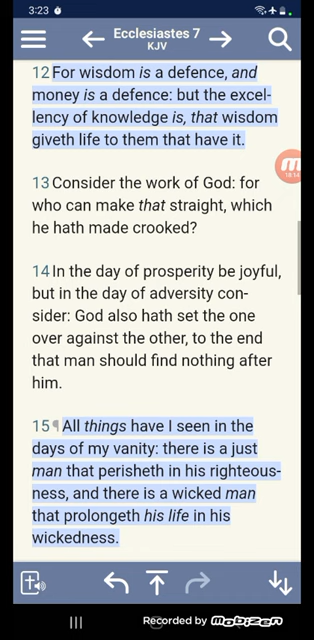 3:23
Ecclesiastes 7
KJV
12 For wisdom is a defence, and
money is a defence: but the excel-
lency of knowledge is, that wisdom
giveth life to them that have it.
18:54
13 Consider the work of God: for
who can make that straight, which
he hath made crooked?
14 In the day of prosperity be joyful,
but in the day of adversity con-
sider: God also hath set the one
over against the other, to the end
that man should find nothing after
him.
15 ¶ All things have I seen in the
days of my vanity: there is a just
man that perisheth in his righteous-
ness, and there is a wicked man
that prolongeth his life in his
wickedness.
Recorded by mobizen